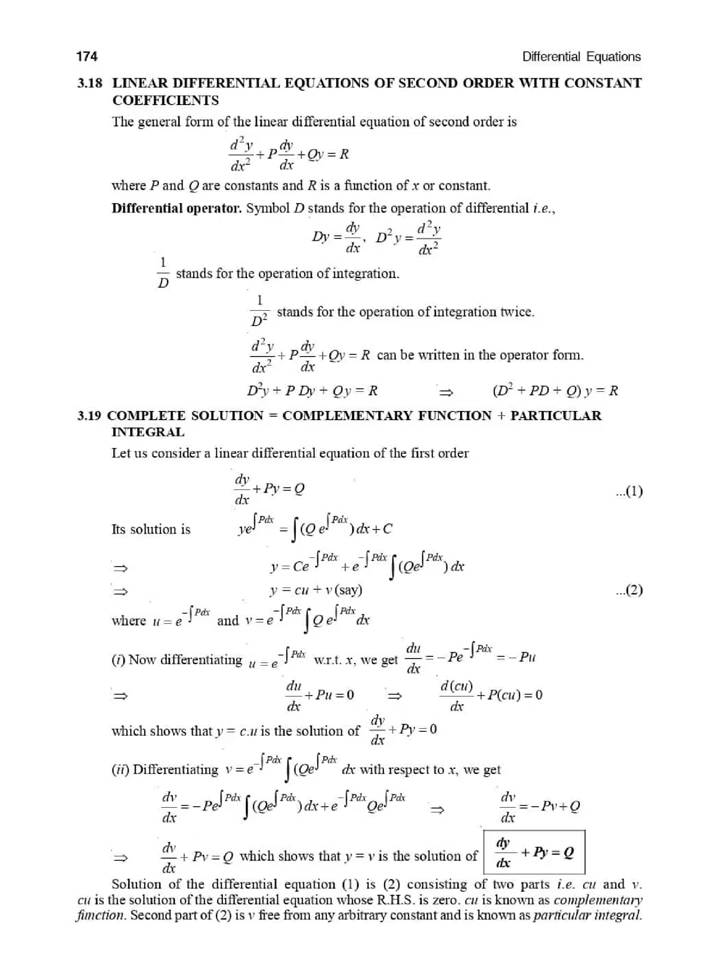 174 Differential Equations
3.18 LINEAR DIFFERENTIAL EQUATIONS OF SECOND ORDER WITH CONSTANT
COEFFICIENTS
The general form of the linear differential equation of second order is
d²y/dx² + P dy/dx + Qy = R
where P and Q are constants and R is a function of x or constant.
Differential operator. Symbol D stands for the operation of differential i.e.,
Dy = dy/dx, D²y = d²y/dx²
1/D stands for the operation of integration.
1/D² stands for the operation of integration twice.
d²y/dx² + P dy/dx + Qy = R can be written in the operator form.
D²y + P Dy + Qy = R ⇒ (D² + PD + Q) y = R
3.19 COMPLETE SOLUTION = COMPLEMENTARY FUNCTION + PARTICULAR
INTEGRAL
Let us consider a linear differential equation of the first order
dy/dx + Py = Q ...(1)
Its solution is ye^{∫Pdx} = ∫(Q e^{∫Pdx}) dx + C
⇒ y = Ce^{-∫Pdx} + e^{-∫Pdx} ∫(Qe^{∫Pdx}) dx
⇒ y = cu + v (say) ...(2)
where u = e^{-∫Pdx} and v = e^{-∫Pdx} ∫Q e^{∫Pdx} dx
(i) Now differentiating u = e^{-∫Pdx} w.r.t. x, we get du/dx = – Pe^{-∫Pdx} = – Pu
⇒ du/dx + Pu = 0 ⇒ d(cu)/dx + P(cu) = 0
which shows that y = c.u is the solution of dy/dx + Py = 0
(ii) Differentiating v = e^{-∫Pdx} ∫(Qe^{∫Pdx} dx with respect to x, we get
dv/dx = – Pe^{∫Pdx} ∫(Qe^{∫Pdx}) dx + e^{-∫Pdx} Qe^{∫Pdx} ⇒ dv/dx = – Pv + Q
⇒ dv/dx + Pv = Q which shows that y = v is the solution of dy/dx + Py = Q
Solution of the differential equation (1) is (2) consisting of two parts i.e. cu and v.
cu is the solution of the differential equation whose R.H.S. is zero. cu is known as complementary
function. Second part of (2) is v free from any arbitrary constant and is known as particular integral.